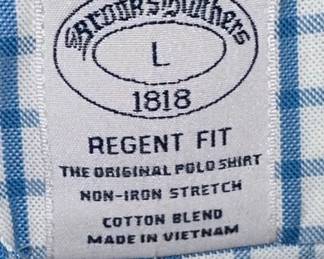 Brooks Brothers
L
1818
REGENT FIT
THE ORIGINAL POLO SHIRT
NON-IRON STRETCH
COTTON BLEND
MADE IN VIETNAM